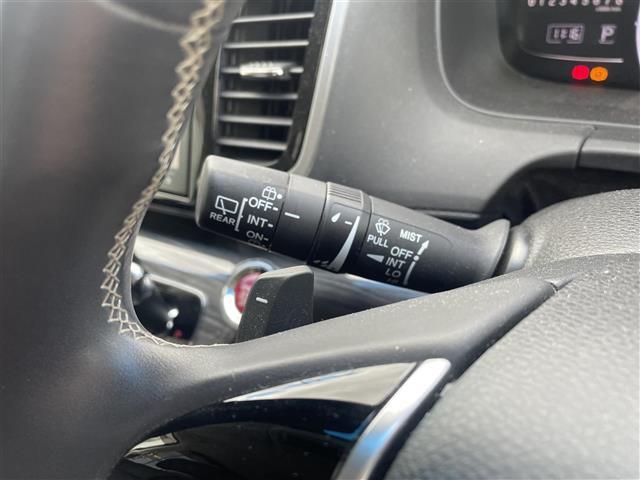 OFF
INT
ON
REAR
PULL
MIST
OFF
INT
LO
P